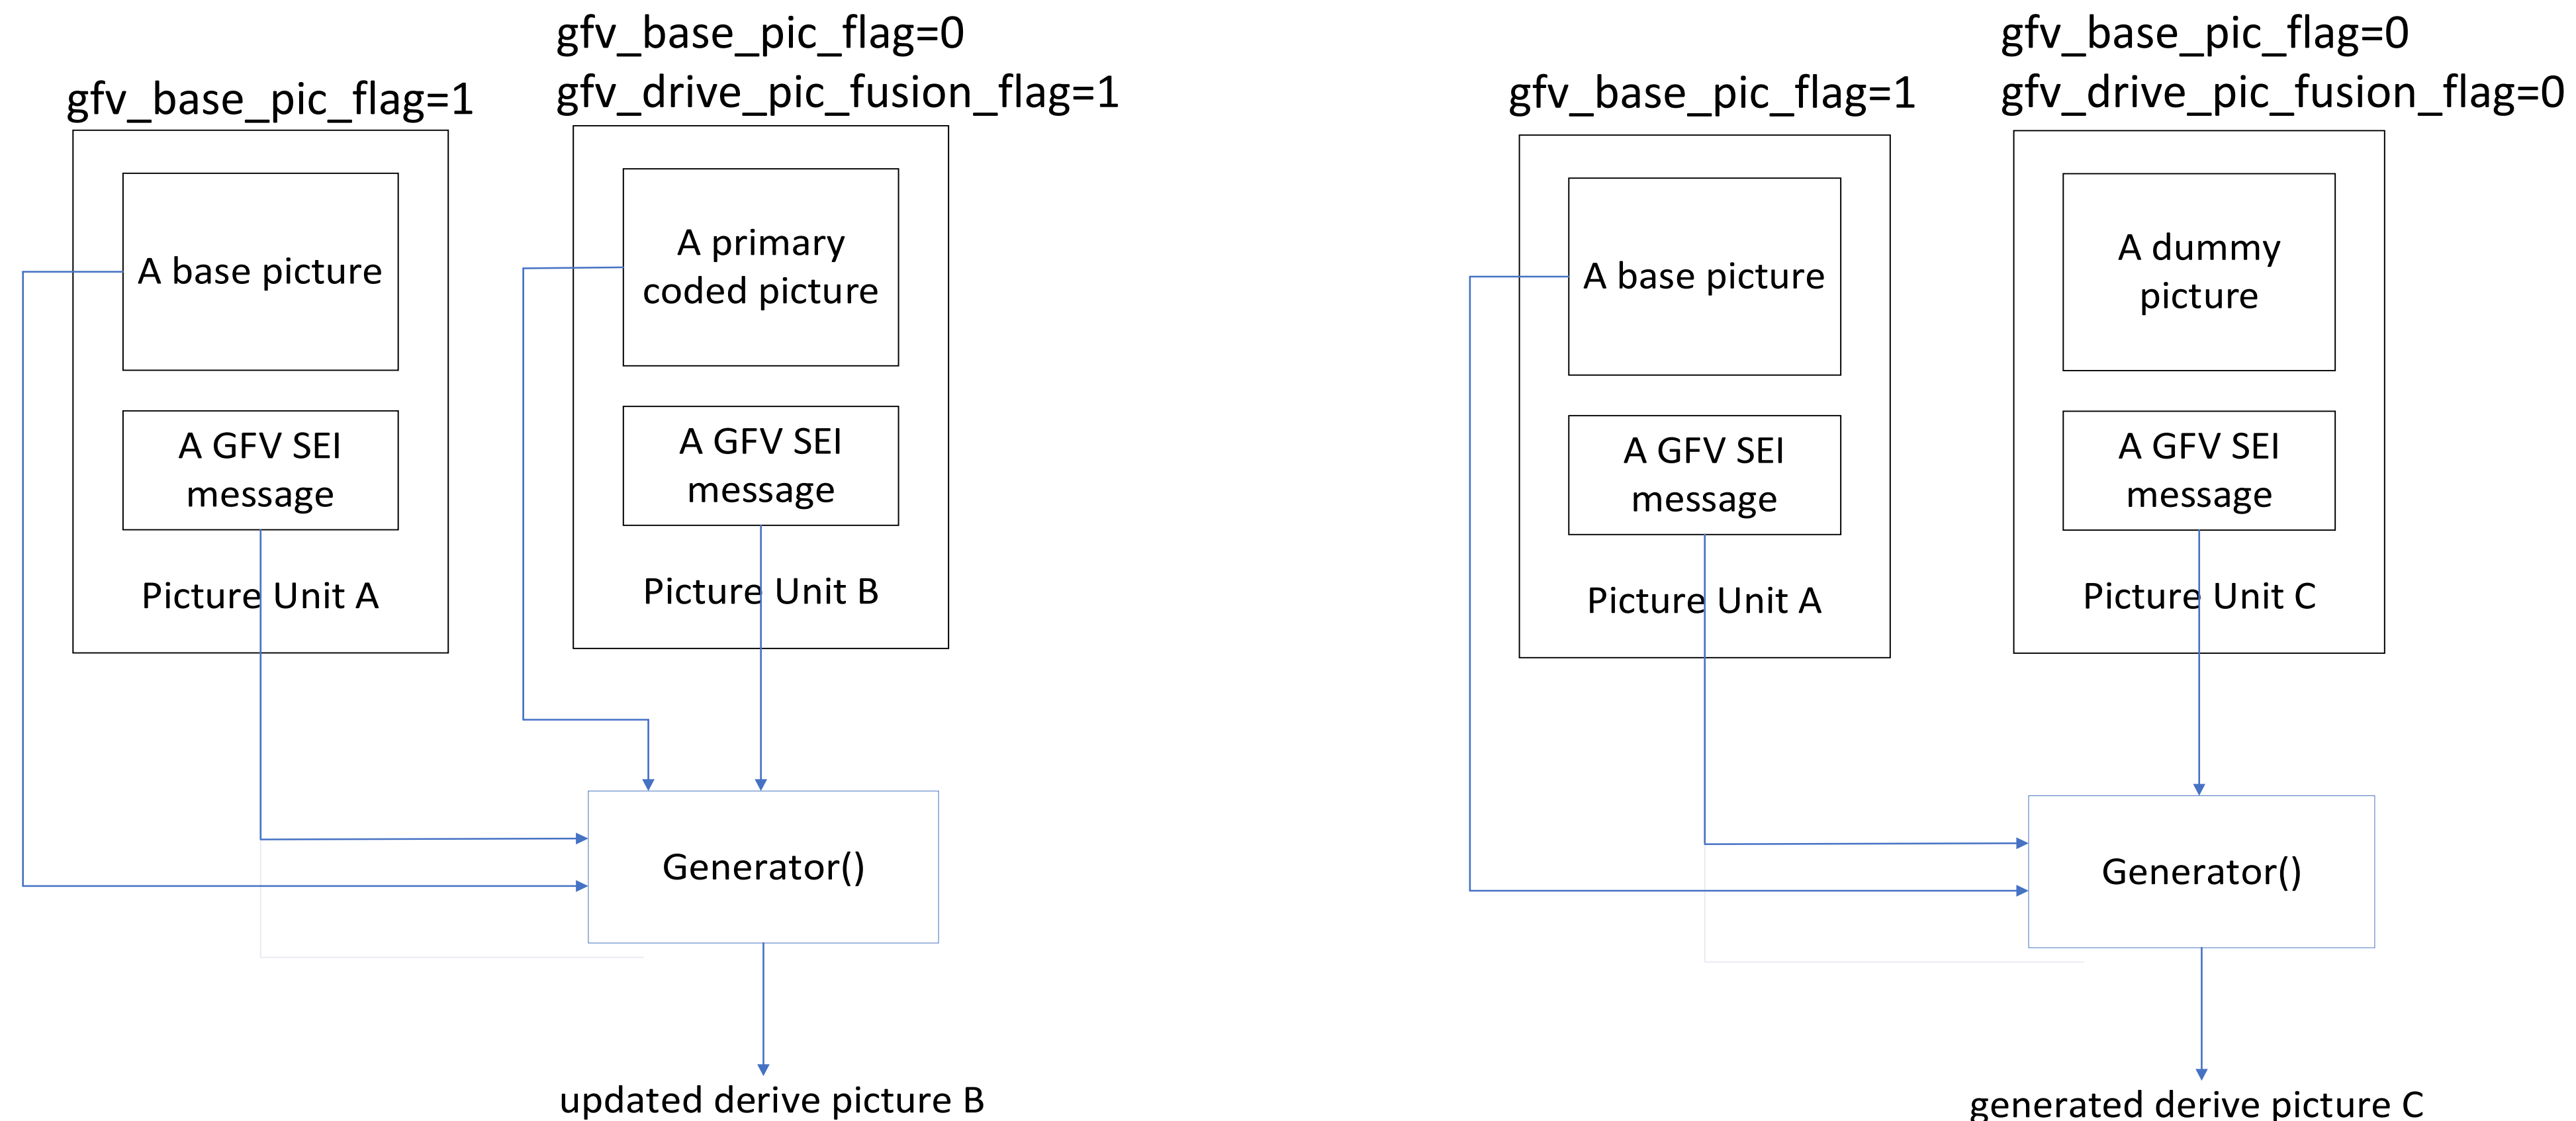 gfv_base_pic_flag=1
gfv_base_pic_flag=0
gfv_drive_pic_fusion_flag=1
A base picture
A GFV SEI
message
Picture Unit A
A primary
coded picture
A GFV SEI
message
Picture Unit B
Generator()
updated derive picture B
gfv_base_pic_flag=1
gfv_base_pic_flag=0
gfv_drive_pic_fusion_flag=0
A base picture
A GFV SEI
message
Picture Unit A
A dummy
picture
A GFV SEI
message
Picture Unit C
Generator()
generated derive picture C